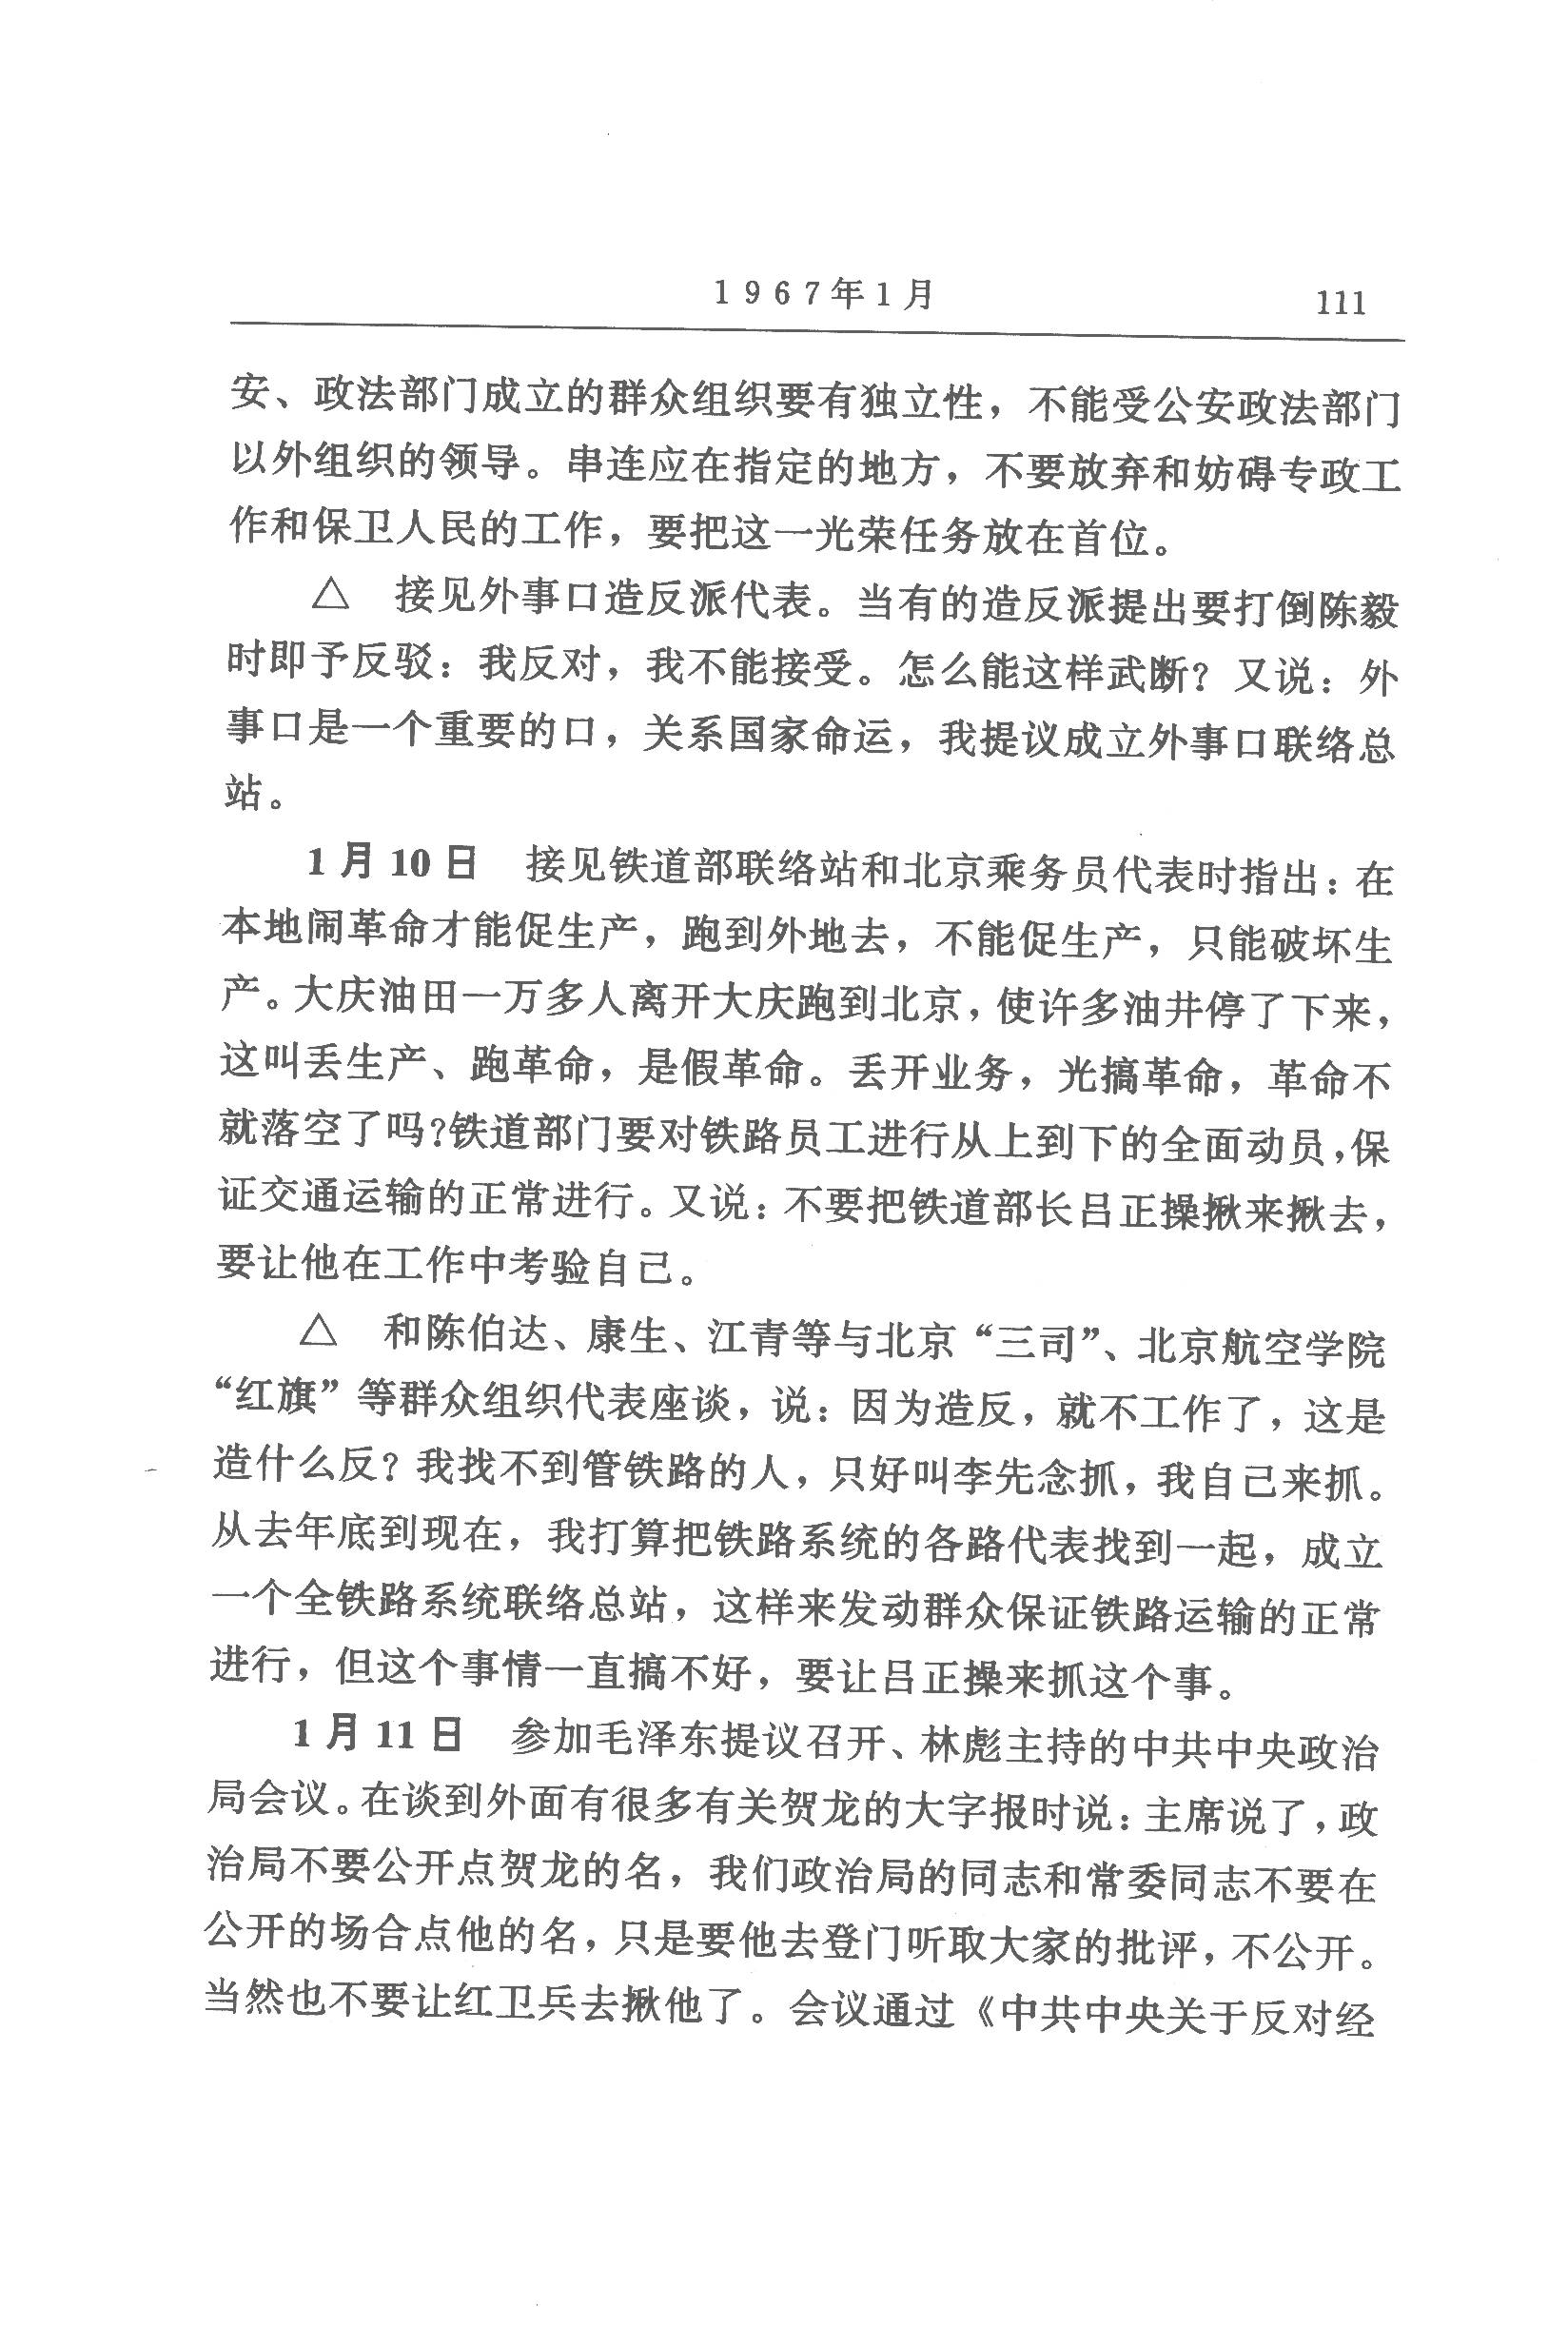 1967年1月 111
安、政法部门成立的群众组织要有独立性，不能受公安政法部门
以外组织的领导。串连应在指定的地方，不要放弃和妨碍专政工
作和保卫人民的工作，要把这一光荣任务放在首位。
△　接见外事口造反派代表。当有的造反派提出要打倒陈毅
时即予反驳：我反对，我不能接受。怎么能这样武断？又说：外
事口是一个重要的口，关系国家命运，我提议成立外事口联络总
站。
1月10日　接见铁道部联络站和北京乘务员代表时指出：在
本地闹革命才能促生产，跑到外地去，不能促生产，只能破坏生
产。大庆油田一万多人离开大庆跑到北京，使许多油井停了下来，
这叫丢生产、跑革命，是假革命。丢开业务，光搞革命，革命不
就落空了吗？铁道部门要对铁路员工进行从上到下的全面动员，保
证交通运输的正常进行。又说：不要把铁道部长吕正操揪来揪去，
要让他在工作中考验自己。
△　和陈伯达、康生、江青等与北京“三司”、北京航空学院
“红旗”等群众组织代表座谈，说：因为造反，就不工作了，这是
造什么反？我找不到管铁路的人，只好叫李先念抓，我自己来抓。
从去年底到现在，我打算把铁路系统的各路代表找到一起，成立
一个全铁路系统联络总站，这样来发动群众保证铁路运输的正常
进行，但这个事情一直搞不好，要让吕正操来抓这个事。
1月11日　参加毛泽东提议召开、林彪主持的中共中央政治
局会议。在谈到外面有很多有关贺龙的大字报时说：主席说了，政
治局不要公开点贺龙的名，我们政治局的同志和常委同志不要在
公开的场合点他的名，只是要他去登门听取大家的批评，不公开。
当然也不要让红卫兵去揪他了。会议通过《中共中央关于反对经